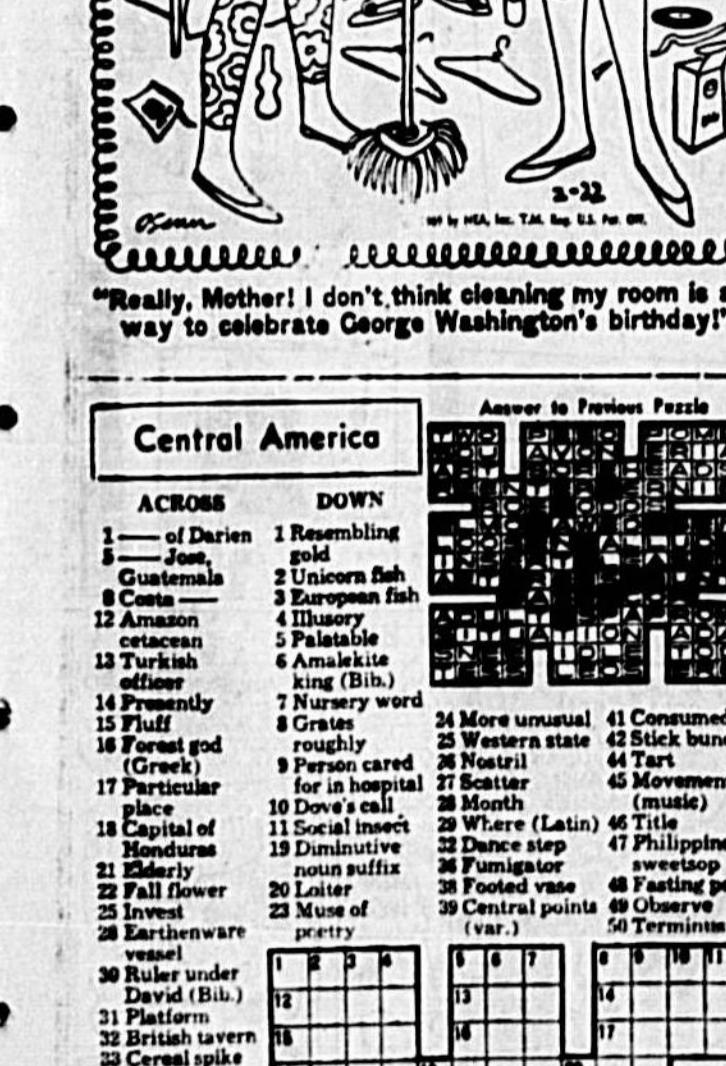 Osann
2-22
by NEA, Inc. T.M. Reg. U.S. Pat. Off.
"Really, Mother! I don't think cleaning my room is a
way to celebrate George Washington's birthday!"
Central America
Answer to Previous Puzzle
ACROSS
1 — of Darien
5 — Jose,
Guatemala
8 Costa —
12 Amazon
cetacean
13 Turkish
officer
14 Presently
15 Fluff
16 Forest god
(Greek)
17 Particular
place
18 Capital of
Honduras
21 Elderly
22 Fall flower
25 Invest
28 Earthenware
vessel
30 Ruler under
David (Bib.)
31 Platform
32 British tavern
33 Cereal spike
DOWN
1 Resembling
gold
2 Unicorn fish
3 European fish
4 Illusory
5 Palatable
6 Amalekite
king (Bib.)
7 Nursery word
8 Grates
roughly
9 Person cared
for in hospital
10 Dove's call
11 Social insect
19 Diminutive
noun suffix
20 Loiter
23 Muse of
poetry
24 More unusual
25 Western state
26 Nostril
27 Scatter
28 Month
29 Where (Latin)
32 Dance step
36 Fumigator
38 Footed vase
39 Central points
(var.)
41 Consumed
42 Stick bun
44 Tart
45 Movemen
(music)
46 Title
47 Philippine
sweetsop
48 Fasting pe
49 Observe
50 Terminus
1 2 3 4 5 6 7 8 9 10 11
12 13 14
15 16 17